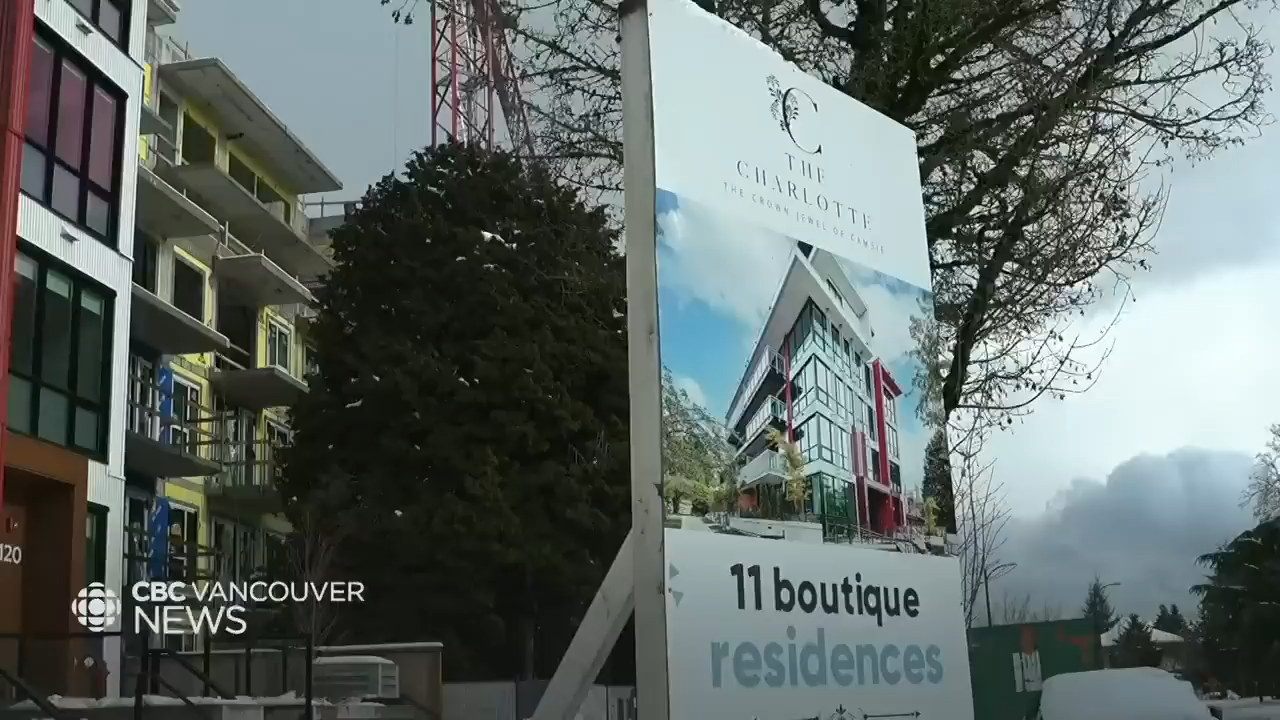 C
THE
CHARLOTTE
THE CROWN JEWEL OF CAMBIE
11 boutique
residences
120
CBC VANCOUVER
NEWS